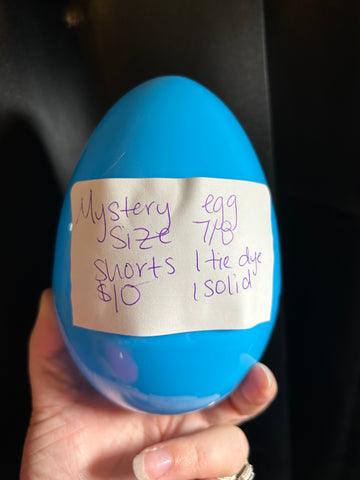 Mystery egg
Size 7/8
Shorts 1 tie dye
$10 1 solid